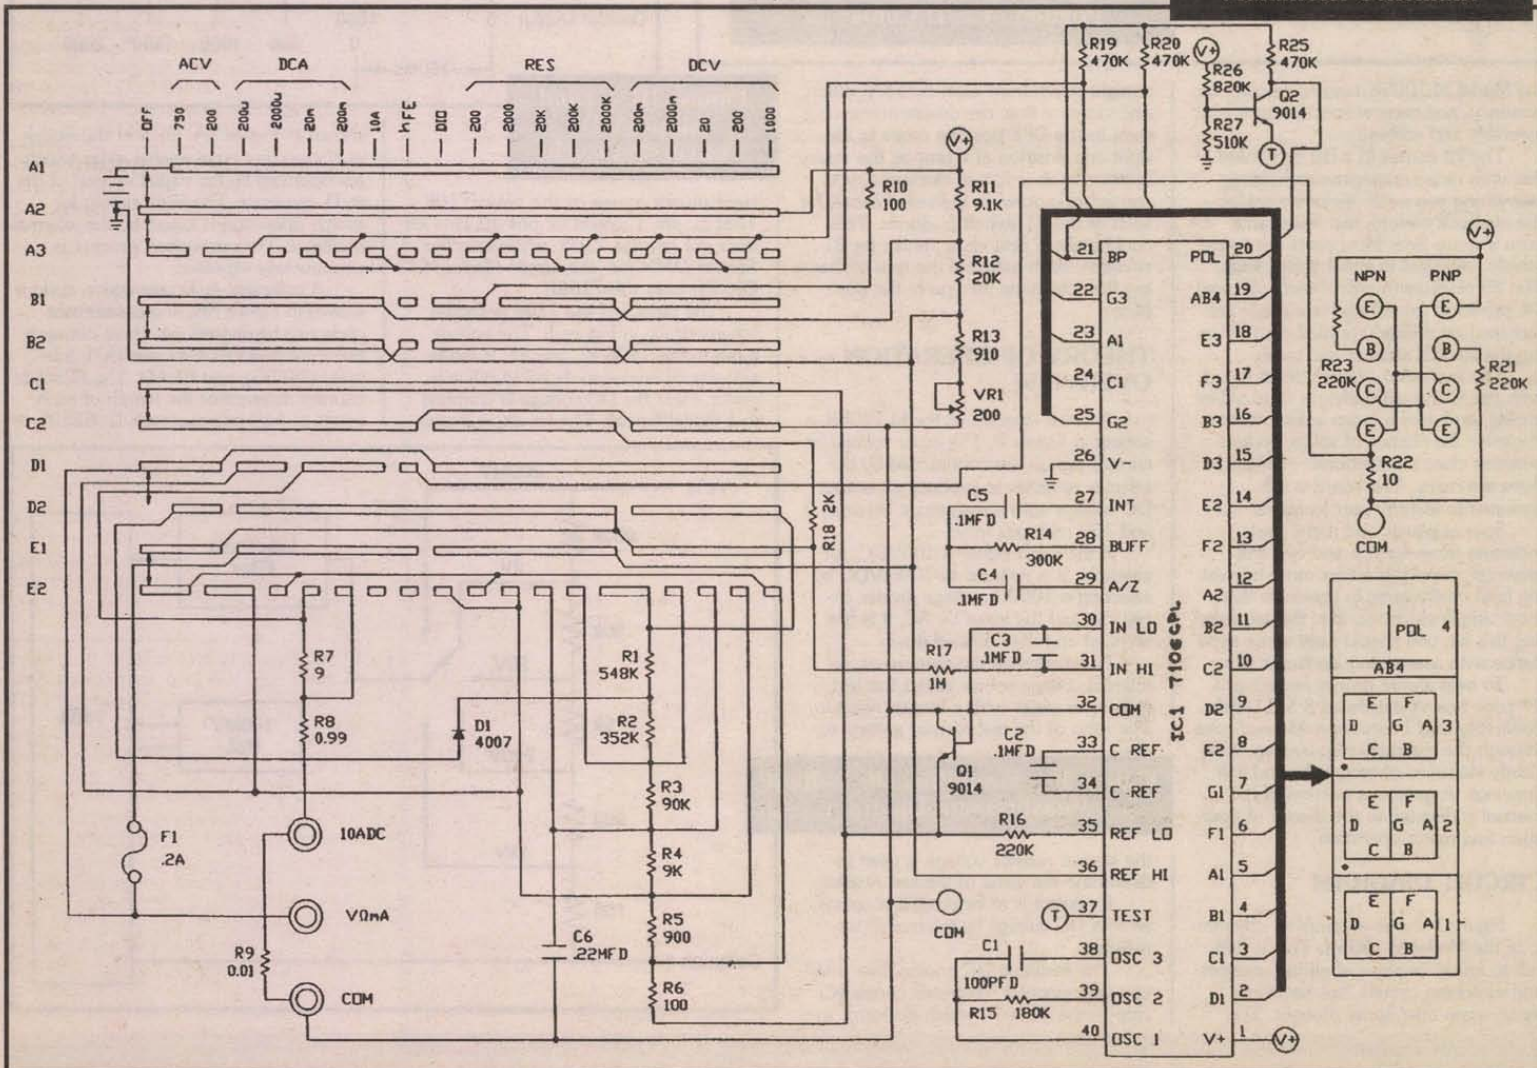 ACV DCA RES DCV
OFF 750 200 200u 2000u 20m 200m 10A hFE DIO 200 2000 20K 200K 2000K 200m 2000m 20 200 1000
A1
A2
A3
B1
B2
C1
C2
D1
D2
E1
E2
R7
9
R8
0.99
F1
.2A
R9
0.01
10ADC
VΩmA
COM
D1
4007
C6
.22MFD
R1
548K
R2
352K
R3
90K
R4
9K
R5
900
R6
100
R18 2K
R10
100
V+
R11
9.1K
R12
20K
R13
910
VR1
200
R19
470K
R20
470K
V+
R26
820K
R27
510K
R25
470K
Q2
9014
T
C5
.1MFD
R14
300K
C4
.1MFD
R17
1M
C3
.1MFD
C2
.1MFD
Q1
9014
R16
220K
COM
T
C1
100PFD
R15 180K
21 BP
22 G3
23 A1
24 C1
25 G2
26 V-
27 INT
28 BUFF
29 A/Z
30 IN LO
31 IN HI
32 COM
33 C REF
34 C REF
35 REF LO
36 REF HI
37 TEST
38 OSC 3
39 OSC 2
40 OSC 1
IC1 7106CPL
PDL 20
AB4 19
E3 18
F3 17
B3 16
D3 15
E2 14
F2 13
A2 12
B2 11
C2 10
D2 9
E2 8
G1 7
F1 6
A1 5
B1 4
C1 3
D1 2
V+ 1
V+
V+
NPN PNP
E E
B B
C C
E E
R23
220K
R21
220K
R22
10
COM
PDL 4
AB4
E F
D G A 3
C B
E F
D G A 2
C B
E F
D G A 1
C B